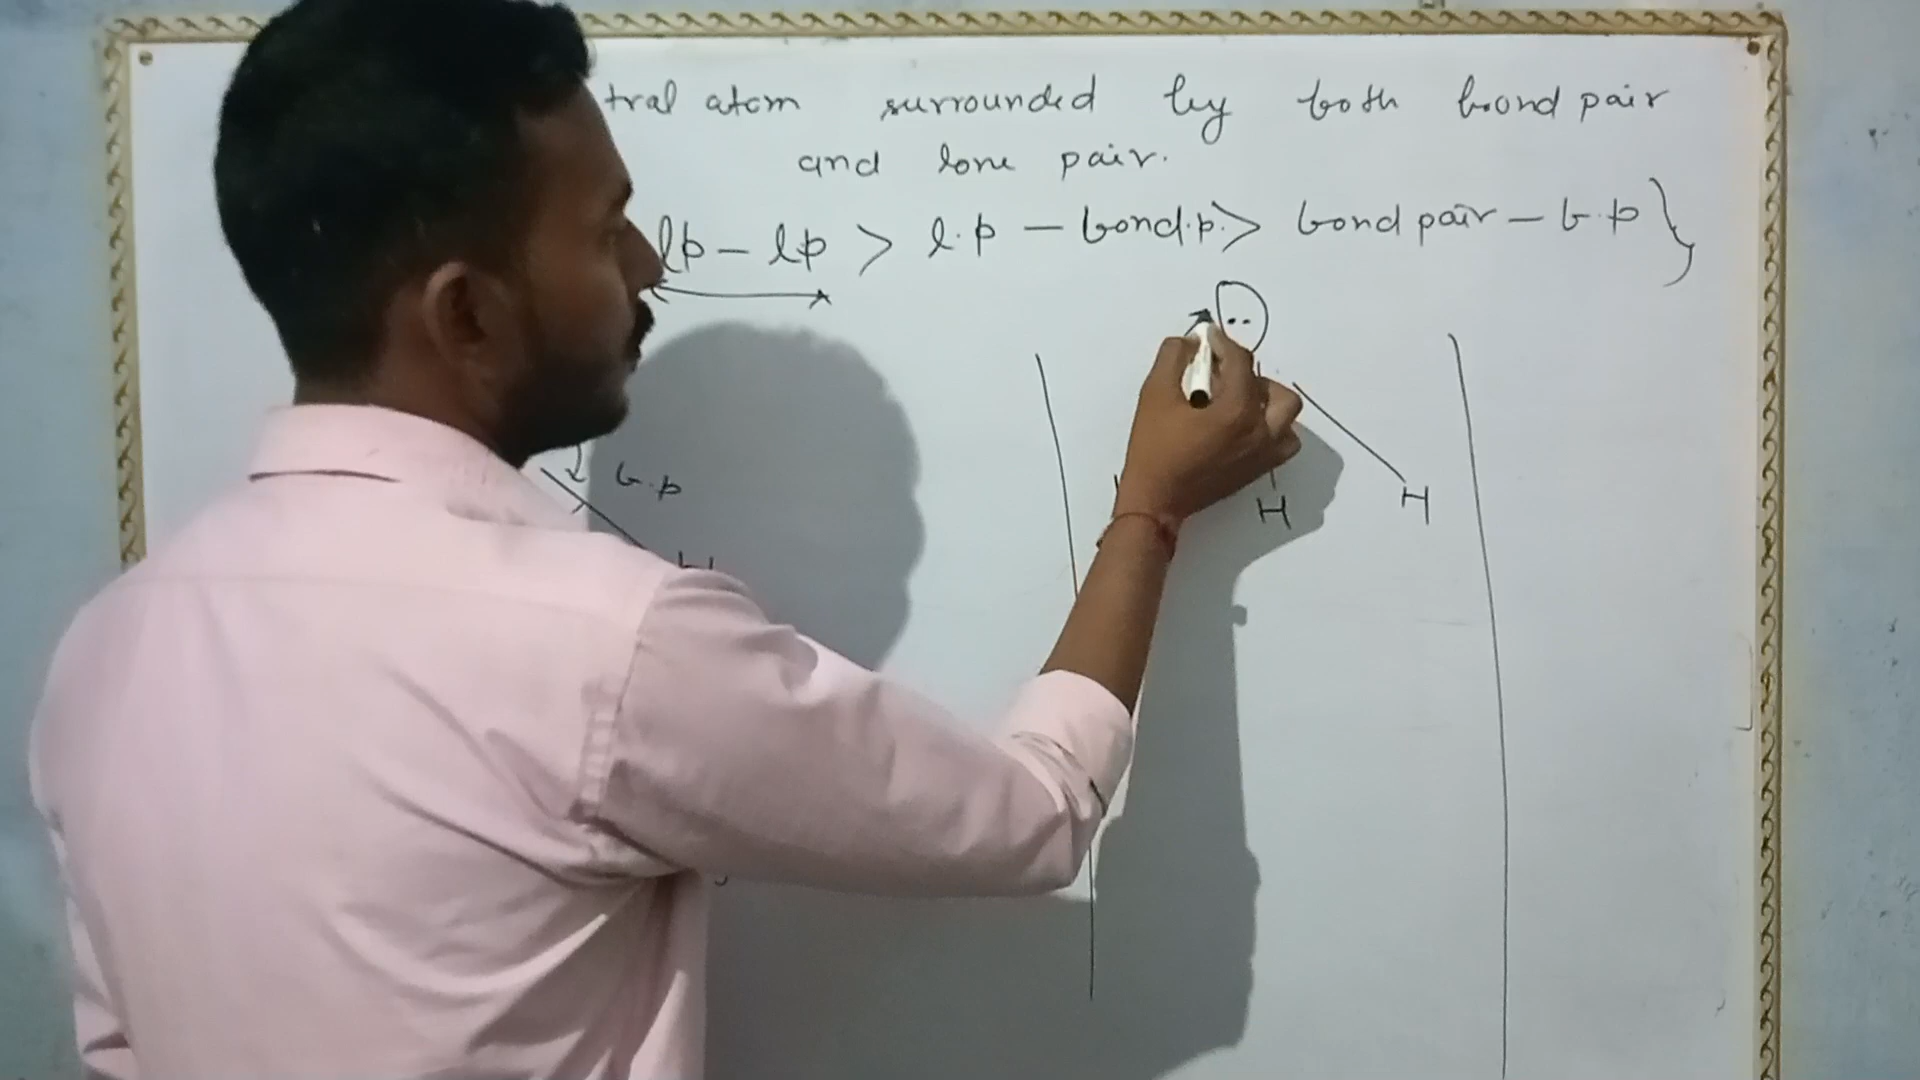 tral atom surrounded by both bond pair
and lone pair.
lp - lp > l.p - bond.p. > bond pair - b.p }
b.p
H
H H